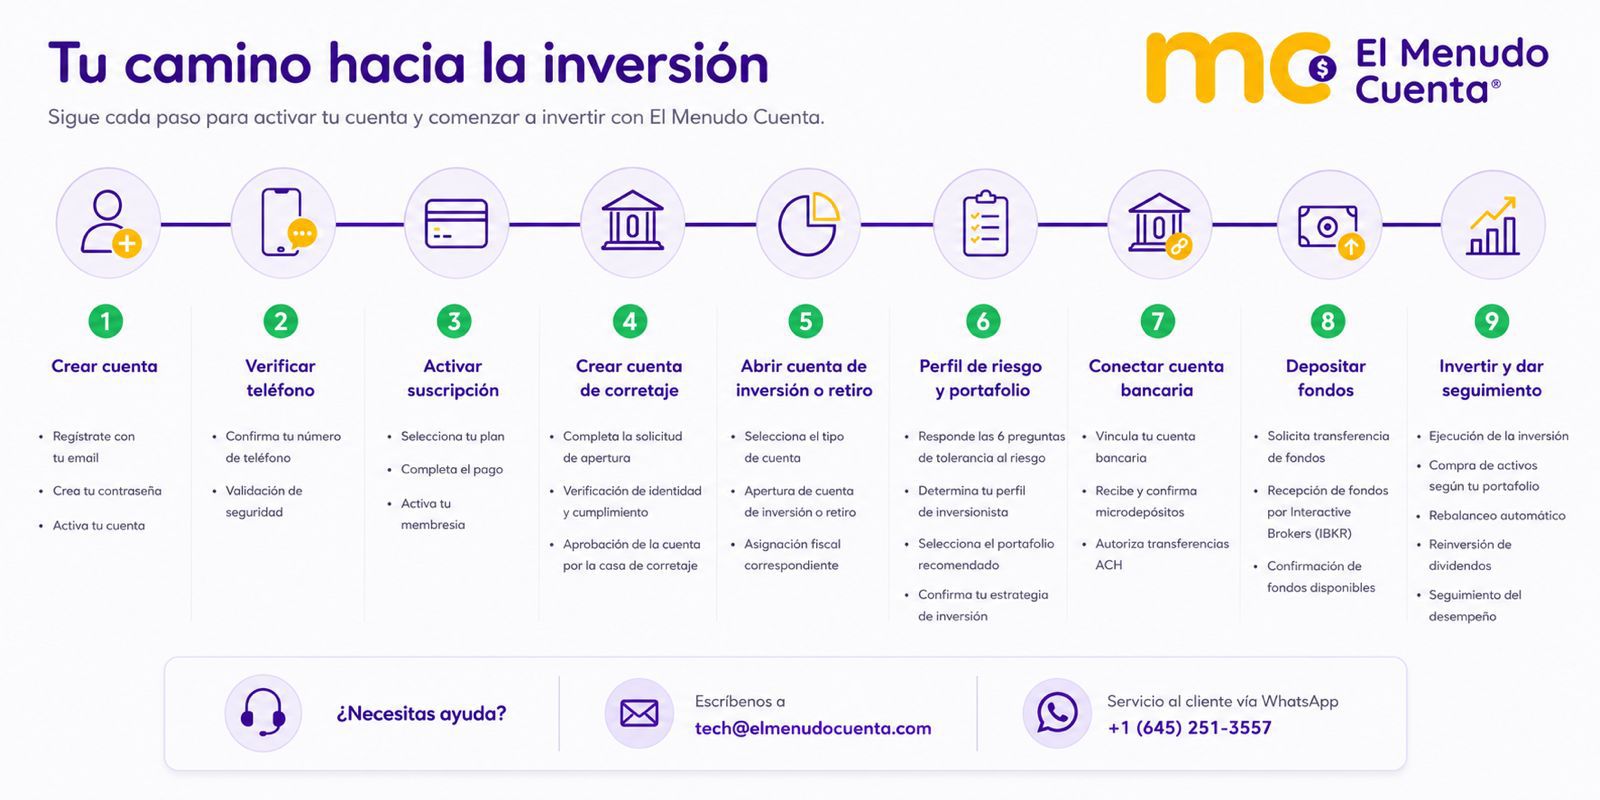 Tu camino hacia la inversión
Sigue cada paso para activar tu cuenta y comenzar a invertir con El Menudo Cuenta.
mc
$
El Menudo
Cuenta®
1
Crear cuenta
• Regístrate con
tu email
• Crea tu contraseña
• Activa tu cuenta
2
Verificar
teléfono
• Confirma tu número
de teléfono
• Validación de
seguridad
3
Activar
suscripción
• Selecciona tu plan
• Completa el pago
• Activa tu
membresia
4
Crear cuenta
de corretaje
• Completa la solicitud
de apertura
• Verificación de identidad
y cumplimiento
• Aprobación de la cuenta
por la casa de corretaje
5
Abrir cuenta de
inversión o retiro
• Selecciona el tipo
de cuenta
• Apertura de cuenta
de inversión o retiro
• Asignación fiscal
correspondiente
6
Perfil de riesgo
y portafolio
• Responde las 6 preguntas
de tolerancia al riesgo
• Determina tu perfil
de inversionista
• Selecciona el portafolio
recomendado
• Confirma tu estrategia
de inversión
7
Conectar cuenta
bancaria
• Vincula tu cuenta
bancaria
• Recibe y confirma
microdepósitos
• Autoriza transferencias
ACH
8
Depositar
fondos
• Solicita transferencia
de fondos
• Recepción de fondos
por Interactive
Brokers (IBKR)
• Confirmación de
fondos disponibles
9
Invertir y dar
seguimiento
• Ejecución de la inversión
• Compra de activos
según tu portafolio
• Rebalanceo automático
• Reinversión de
dividendos
• Seguimiento del
desempeño
¿Necesitas ayuda?
Escríbenos a
tech@elmenudocuenta.com
Servicio al cliente vía WhatsApp
+1 (645) 251-3557